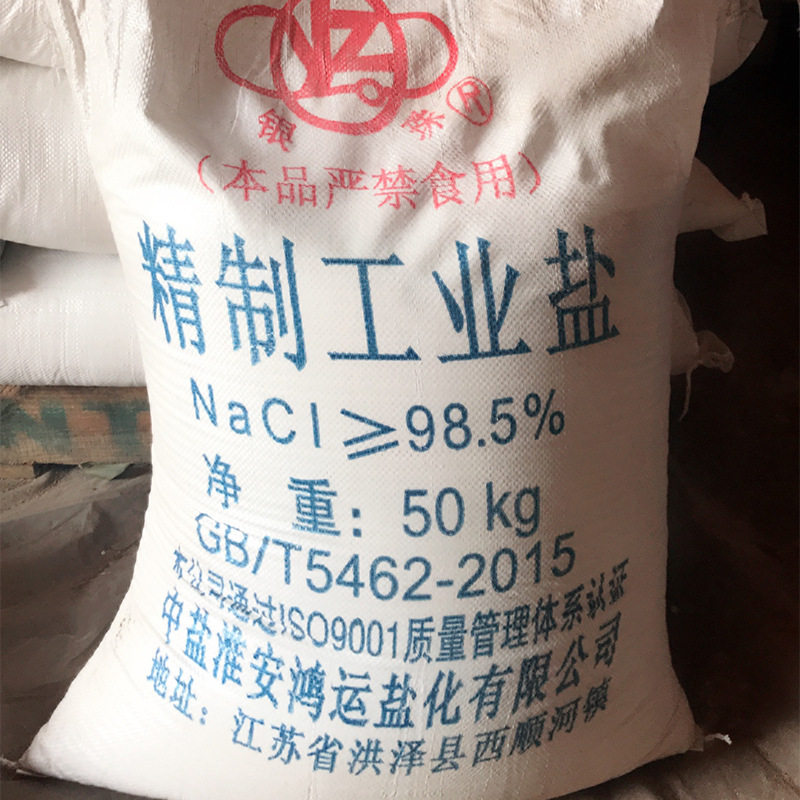 YZ
银 珠 ®
（本品严禁食用）
精制工业盐
NaCl≥98.5%
净 重：50 kg
GB/T5462-2015
本公司通过ISO9001质量管理体系认证
中盐淮安鸿运盐化有限公司
地址：江苏省洪泽县西顺河镇